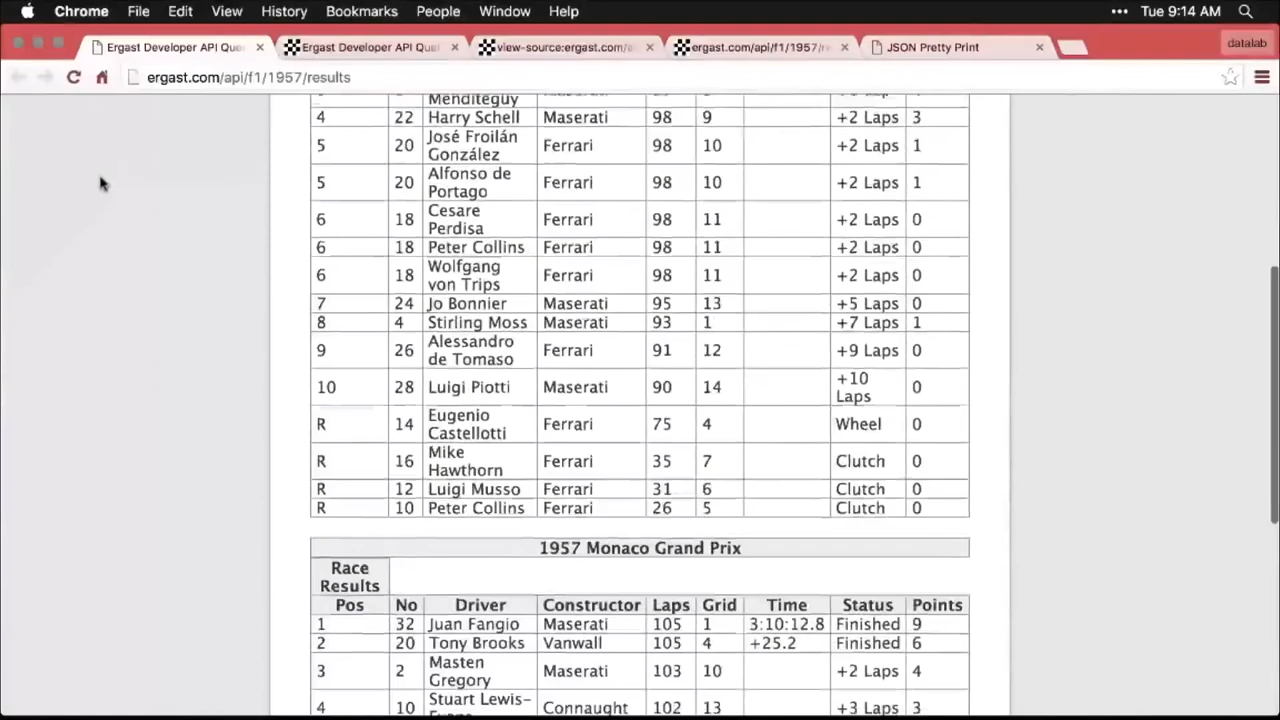 Chrome File Edit View History Bookmarks People Window Help ••• Tue 9:14 AM
Ergast Developer API Que Ergast Developer API Qual view-source:ergast.com/a ergast.com/api/f1/1957/r JSON Pretty Print datalab
ergast.com/api/f1/1957/results
Menditeguy
4 22 Harry Schell Maserati 98 9 +2 Laps 3
5 20 José Froilán González Ferrari 98 10 +2 Laps 1
5 20 Alfonso de Portago Ferrari 98 10 +2 Laps 1
6 18 Cesare Perdisa Ferrari 98 11 +2 Laps 0
6 18 Peter Collins Ferrari 98 11 +2 Laps 0
6 18 Wolfgang von Trips Ferrari 98 11 +2 Laps 0
7 24 Jo Bonnier Maserati 95 13 +5 Laps 0
8 4 Stirling Moss Maserati 93 1 +7 Laps 1
9 26 Alessandro de Tomaso Ferrari 91 12 +9 Laps 0
10 28 Luigi Piotti Maserati 90 14 +10 Laps 0
R 14 Eugenio Castellotti Ferrari 75 4 Wheel 0
R 16 Mike Hawthorn Ferrari 35 7 Clutch 0
R 12 Luigi Musso Ferrari 31 6 Clutch 0
R 10 Peter Collins Ferrari 26 5 Clutch 0
1957 Monaco Grand Prix
Race Results
Pos No Driver Constructor Laps Grid Time Status Points
1 32 Juan Fangio Maserati 105 1 3:10:12.8 Finished 9
2 20 Tony Brooks Vanwall 105 4 +25.2 Finished 6
3 2 Masten Gregory Maserati 103 10 +2 Laps 4
4 10 Stuart Lewis- Connaught 102 13 +3 Laps 3